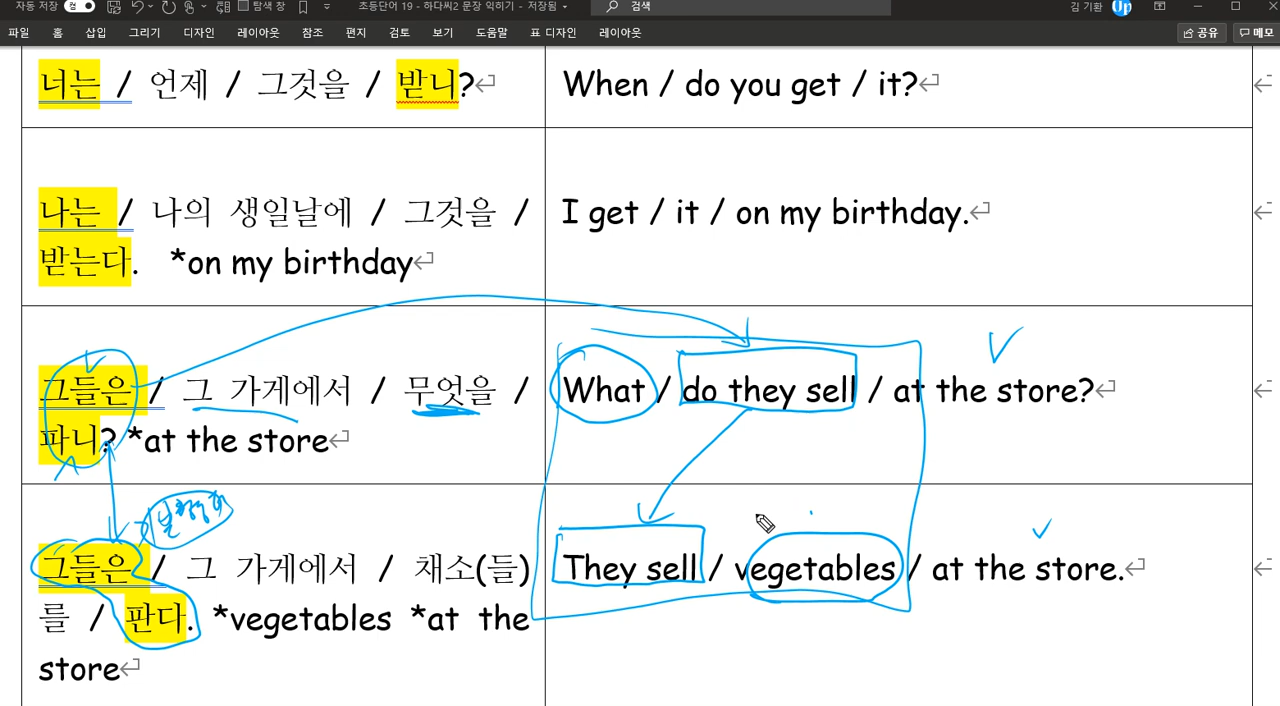 자동 저장 켬 탐색 창 초등단어 19 - 하다씨2 문장 익히기 - 저장됨 검색 김 기환 Up
파일 홈 삽입 그리기 디자인 레이아웃 참조 편지 검토 보기 도움말 표 디자인 레이아웃 공유 메모
너는 / 언제 / 그것을 / 받니?
When / do you get / it?
나는 / 나의 생일날에 / 그것을 /
받는다. *on my birthday
I get / it / on my birthday.
그들은 / 그 가게에서 / 무엇을 /
파니? *at the store
What / do they sell / at the store?
그들은 / 그 가게에서 / 채소(들)
를 / 판다. *vegetables *at the
store
They sell / vegetables / at the store.